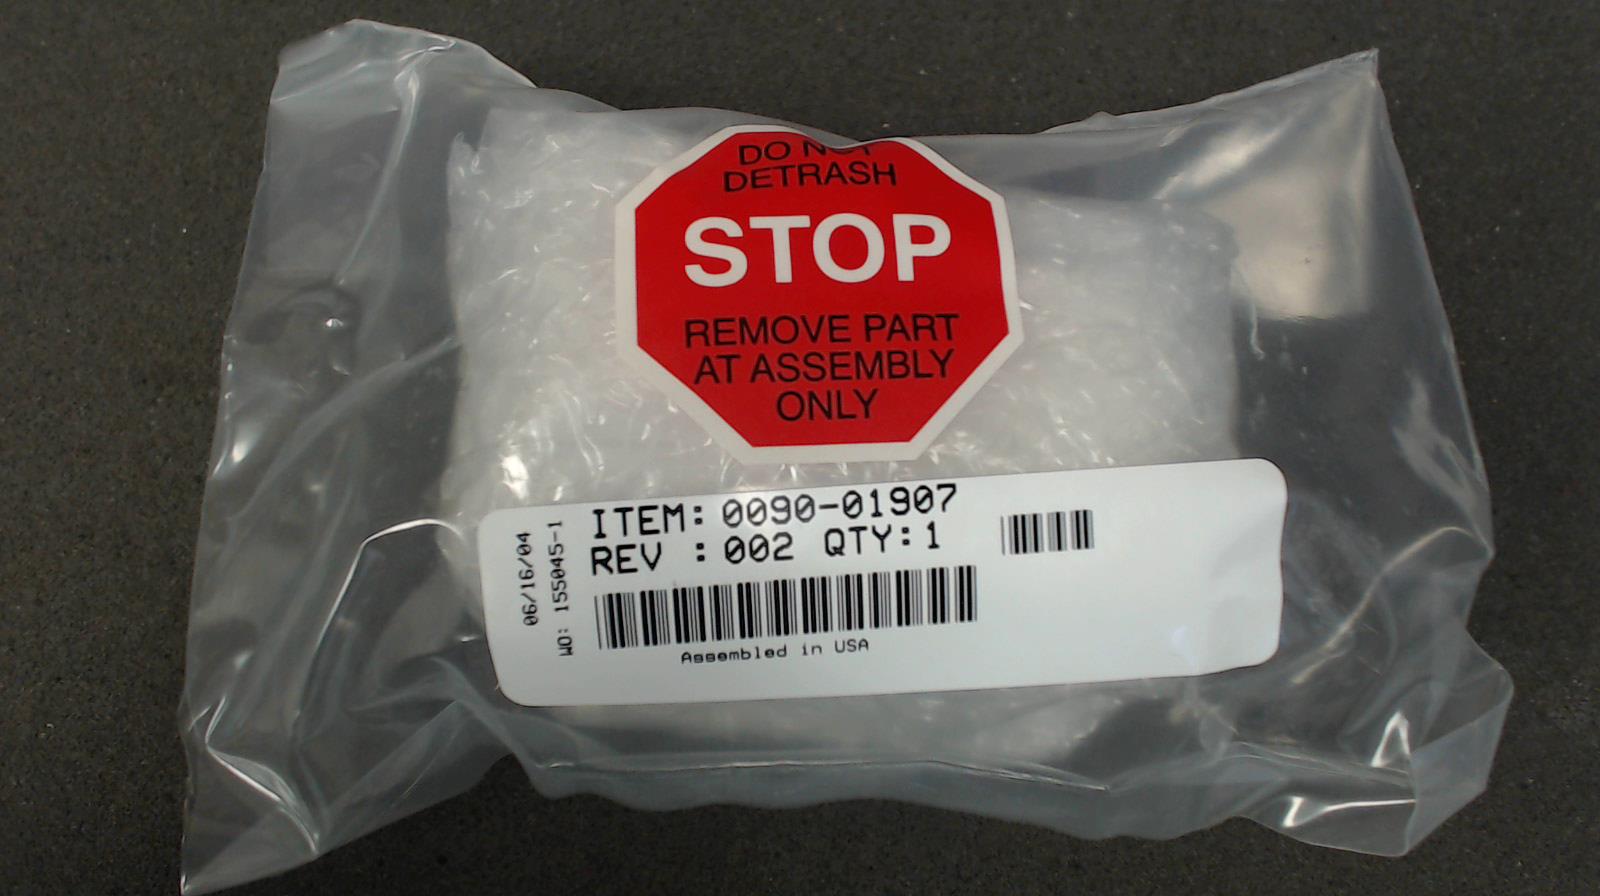 DO NOT
DETRASH
STOP
REMOVE PART
AT ASSEMBLY
ONLY
ITEM: 0090-01907
REV : 002 QTY: 1
Assembled in USA
06/16/04
WO: 155045-1